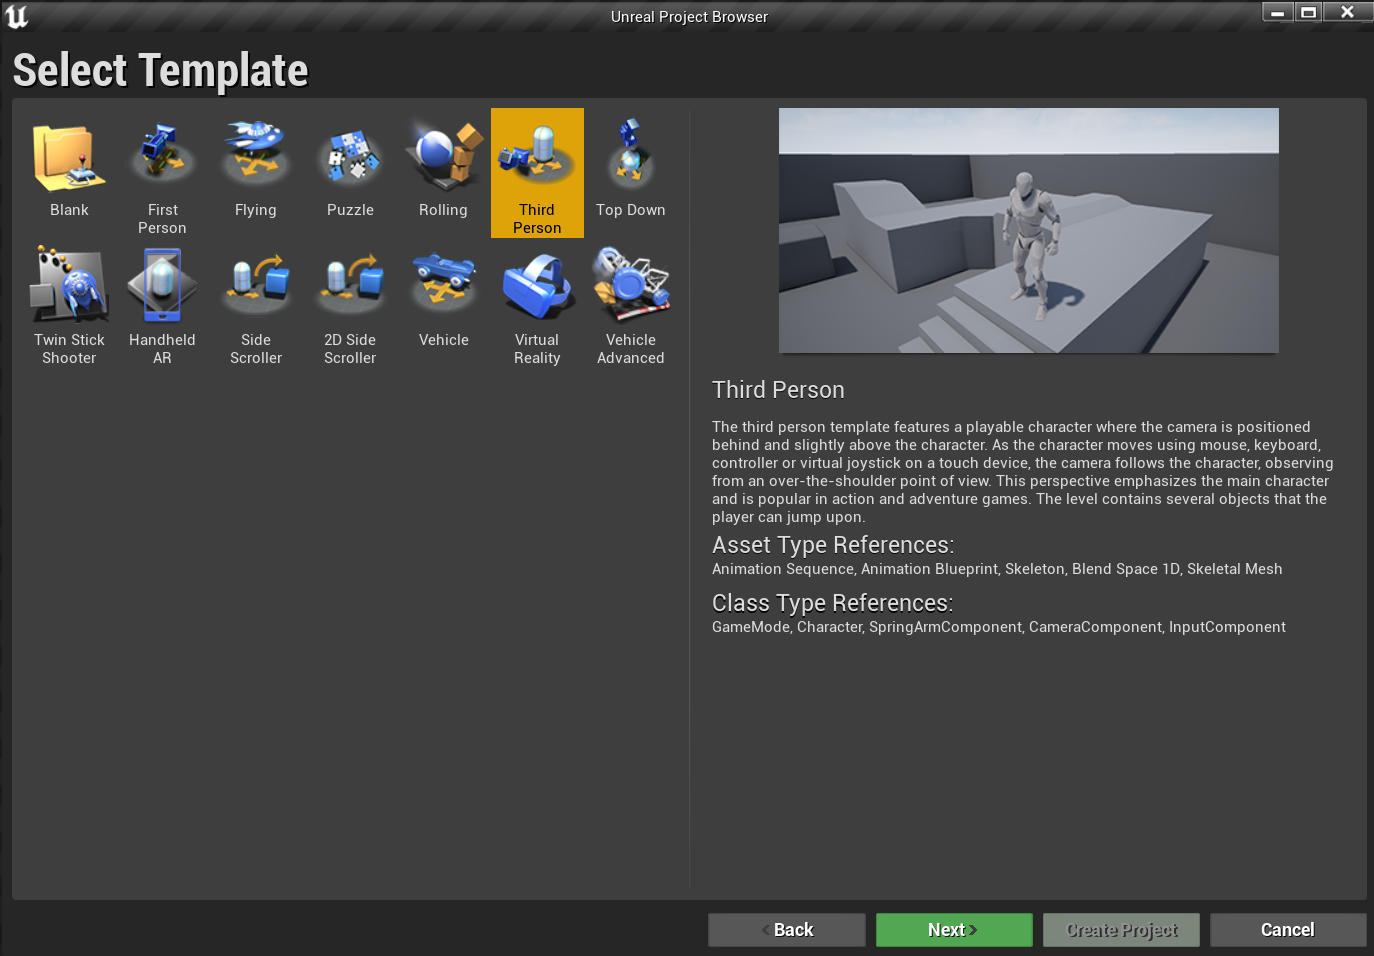 Unreal Project Browser
Select Template
Blank
First
Person
Flying
Puzzle
Rolling
Third
Person
Top Down
Twin Stick
Shooter
Handheld
AR
Side
Scroller
2D Side
Scroller
Vehicle
Virtual
Reality
Vehicle
Advanced
Third Person
The third person template features a playable character where the camera is positioned
behind and slightly above the character. As the character moves using mouse, keyboard,
controller or virtual joystick on a touch device, the camera follows the character, observing
from an over-the-shoulder point of view. This perspective emphasizes the main character
and is popular in action and adventure games. The level contains several objects that the
player can jump upon.
Asset Type References:
Animation Sequence, Animation Blueprint, Skeleton, Blend Space 1D, Skeletal Mesh
Class Type References:
GameMode, Character, SpringArmComponent, CameraComponent, InputComponent
Back
Next
Create Project
Cancel